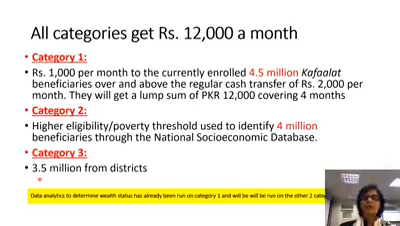 All categories get Rs. 12,000 a month
• Category 1:
• Rs. 1,000 per month to the currently enrolled 4.5 million Kafaalat
beneficiaries over and above the regular cash transfer of Rs. 2,000 per
month. They will get a lump sum of PKR 12,000 covering 4 months
• Category 2:
• Higher eligibility/poverty threshold used to identify 4 million
beneficiaries through the National Socioeconomic Database.
• Category 3:
• 3.5 million from districts
Data analytics to determine wealth status has already been run on category 1 and will be will be run on the other 2 cate